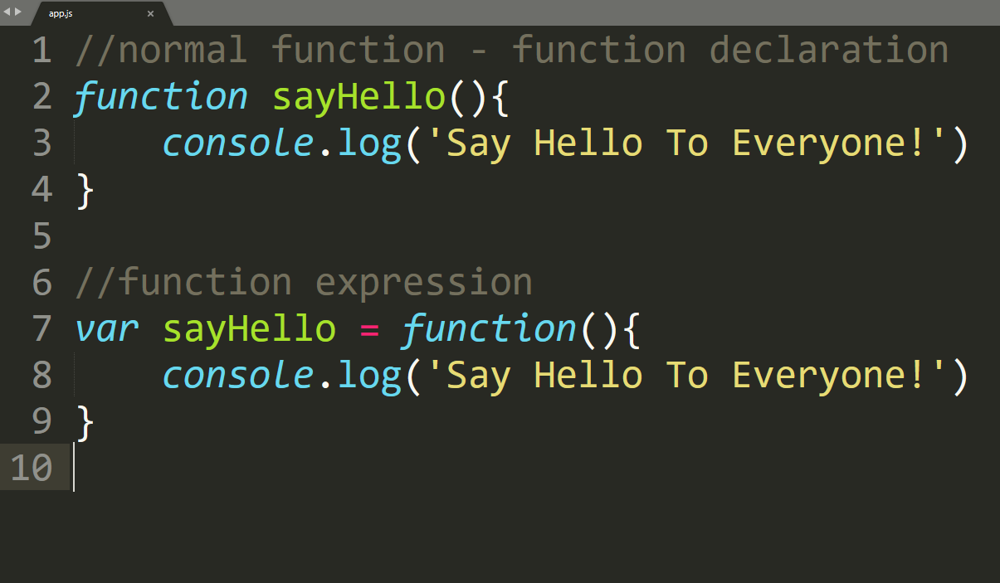 app.js ×
1 //normal function - function declaration
2 function sayHello(){
3     console.log('Say Hello To Everyone!')
4 }
5
6 //function expression
7 var sayHello = function(){
8     console.log('Say Hello To Everyone!')
9 }
10